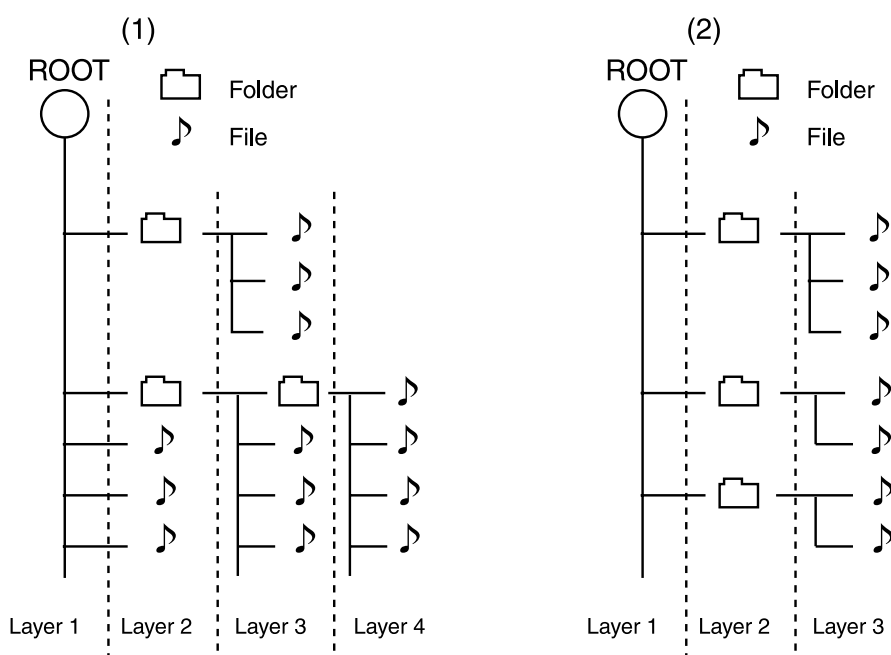 (1)
ROOT
Folder
File
Layer 1
Layer 2
Layer 3
Layer 4
(2)
ROOT
Folder
File
Layer 1
Layer 2
Layer 3